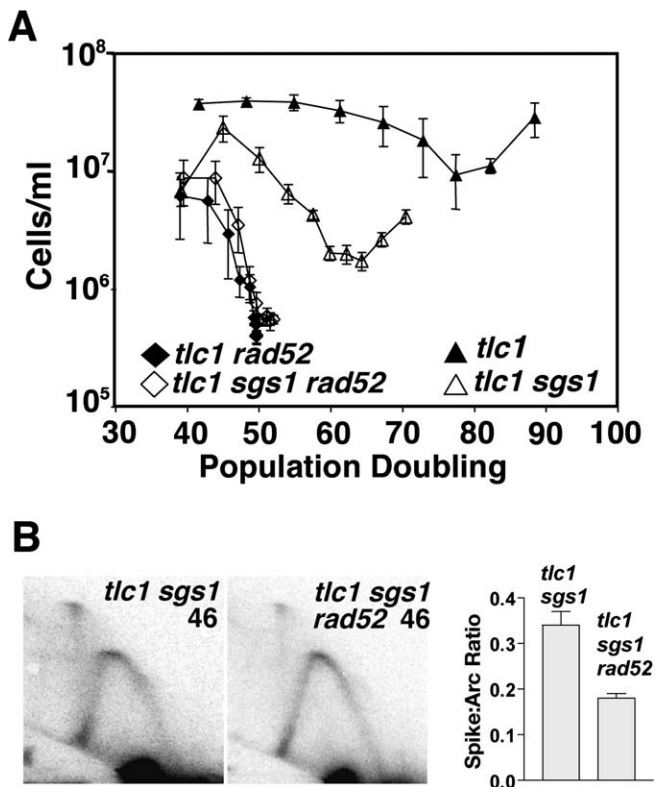 A
10^8
10^7
10^6
10^5
Cells/ml
tlc1 rad52
tlc1
tlc1 sgs1 rad52
tlc1 sgs1
30 40 50 60 70 80 90 100
Population Doubling
B
tlc1 sgs1
46
tlc1 sgs1
rad52 46
Spike:Arc Ratio
0.4
0.3
0.2
0.1
0.0
tlc1
sgs1
tlc1
sgs1
rad52